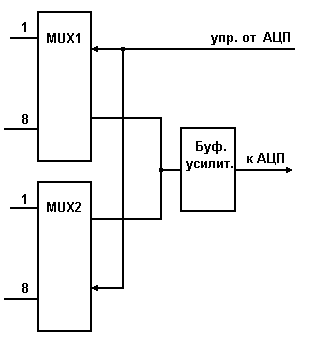 1
MUX1
упр. от АЦП
8
Буф.
усилит.
к АЦП
1
MUX2
8